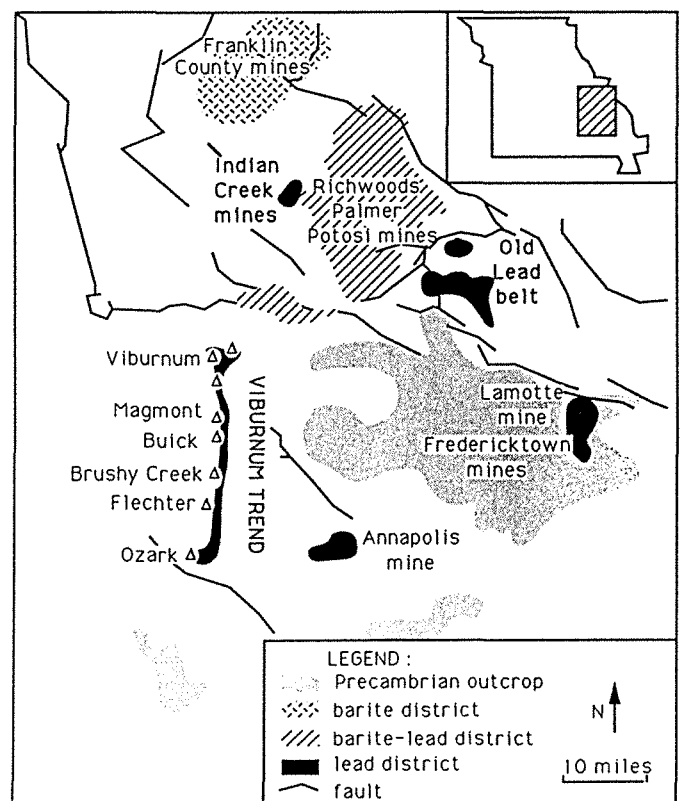 Franklin
County mines
Indian
Creek
mines
Richwoods
Palmer
Potosi mines
Old
Lead
belt
Viburnum
Magmont
Buick
Brushy Creek
Flechter
Ozark
VIBURNUM TREND
Lamotte
mine
Fredericktown
mines
Annapolis
mine
LEGEND :
Precambrian outcrop
barite district
barite-lead district
lead district
fault
N
10 miles